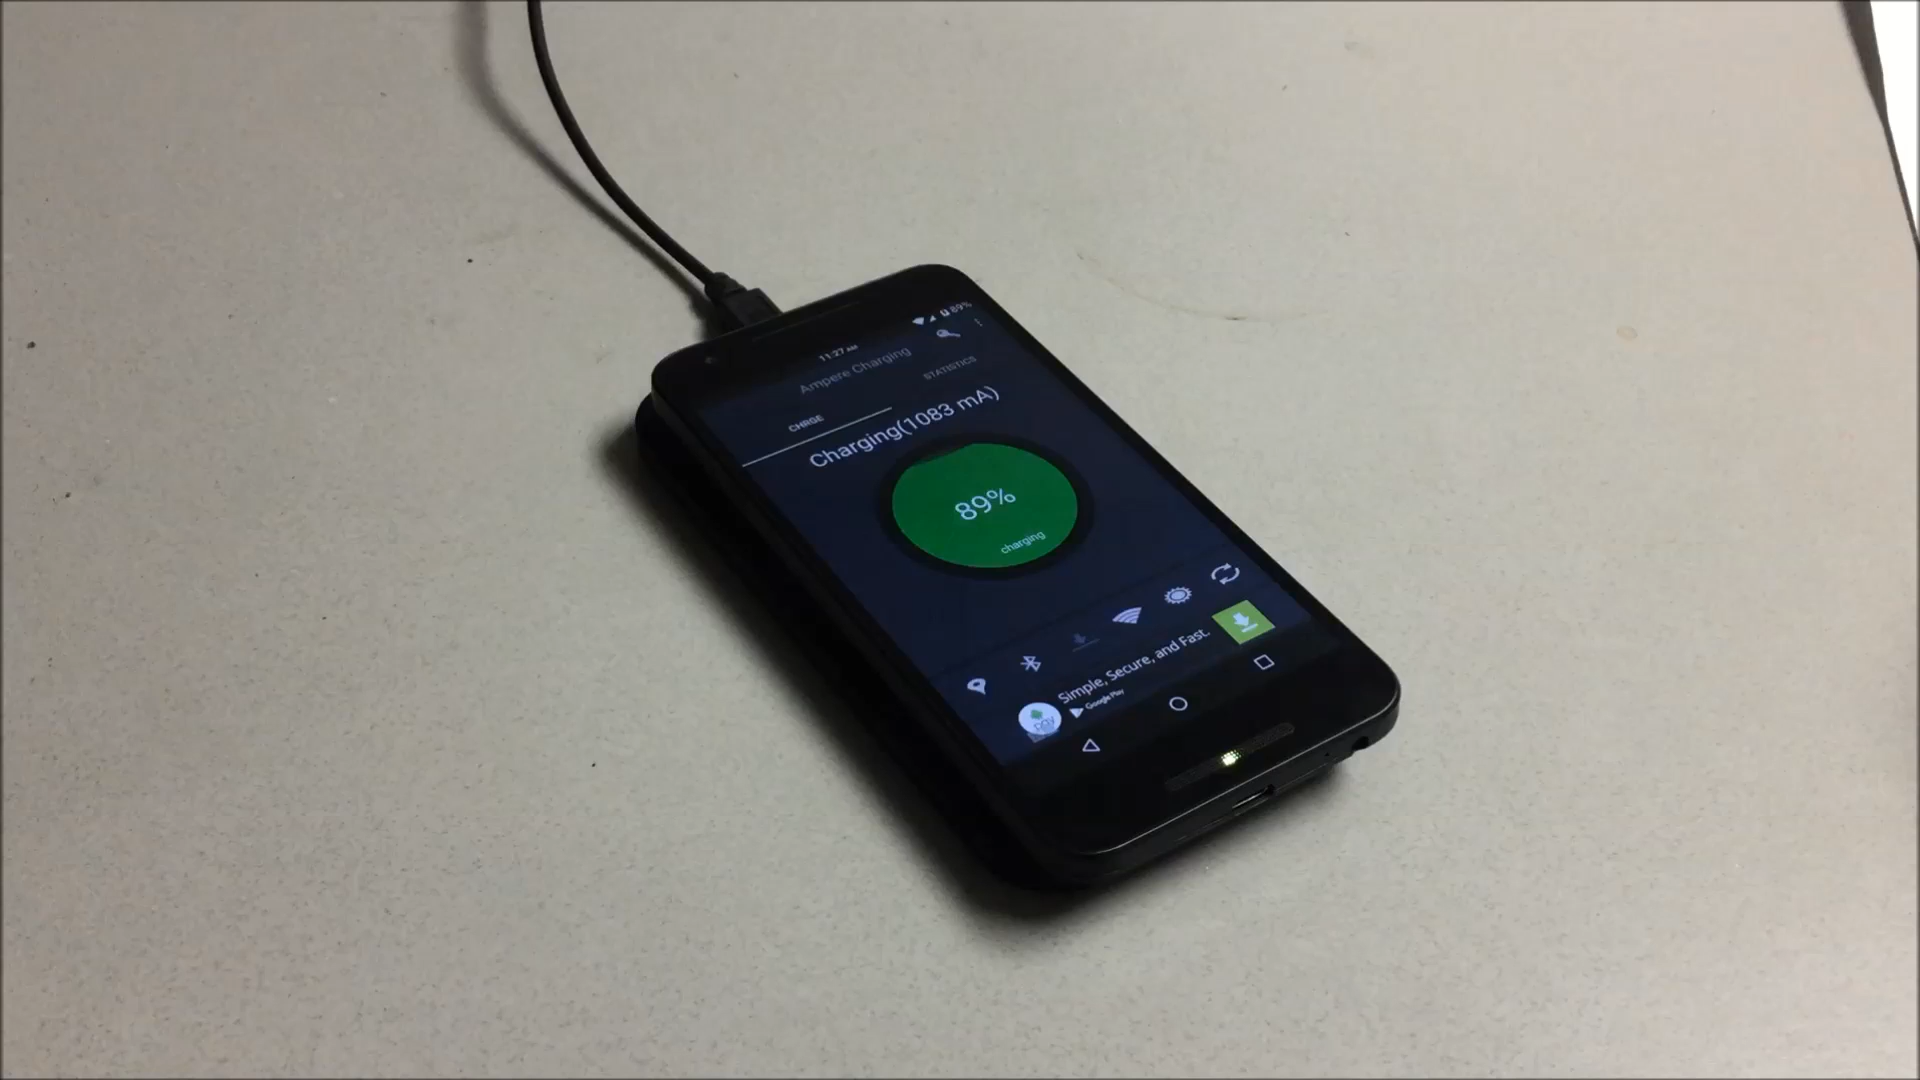 89%
11:27 AM
Ampere Charging
CHRGE
STATISTICS
Charging(1083 mA)
89%
charging
Simple, Secure, and Fast.
Google Play
pay